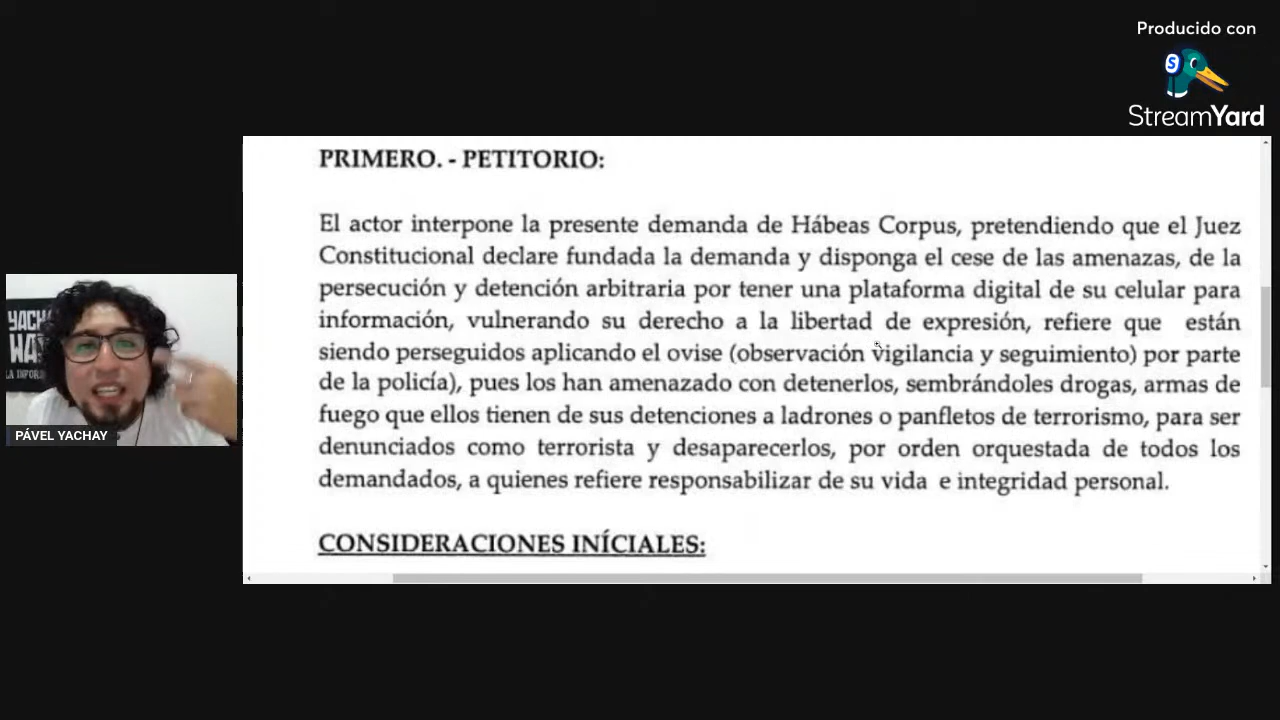 Producido con
S
StreamYard
PRIMERO. - PETITORIO:
El actor interpone la presente demanda de Hábeas Corpus, pretendiendo que el Juez
Constitucional declare fundada la demanda y disponga el cese de las amenazas, de la
persecución y detención arbitraria por tener una plataforma digital de su celular para
información, vulnerando su derecho a la libertad de expresión, refiere que están
siendo perseguidos aplicando el ovise (observación vigilancia y seguimiento) por parte
de la policía), pues los han amenazado con detenerlos, sembrándoles drogas, armas de
fuego que ellos tienen de sus detenciones a ladrones o panfletos de terrorismo, para ser
denunciados como terrorista y desaparecerlos, por orden orquestada de todos los
demandados, a quienes refiere responsabilizar de su vida e integridad personal.
CONSIDERACIONES INÍCIALES:
YACH
WA
LA INFOR
PÁVEL YACHAY